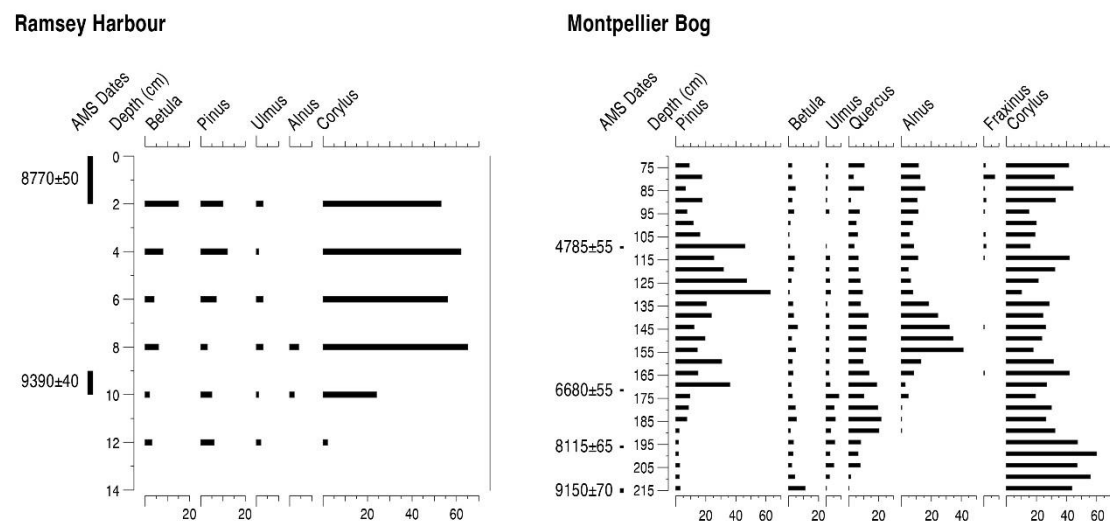 Ramsey Harbour
AMS Dates
Depth (cm)
Betula
Pinus
Ulmus
Alnus
Corylus
0
8770±50
2
4
6
8
9390±40
10
12
14
20
20
20 40 60
Montpellier Bog
AMS Dates
Depth (cm)
Pinus
Betula
Ulmus
Quercus
Alnus
Fraxinus
Corylus
75
85
95
105
4785±55
115
125
135
145
155
165
6680±55
175
185
8115±65
195
205
9150±70
215
20 40 60
20
20
20 40
20 40 60